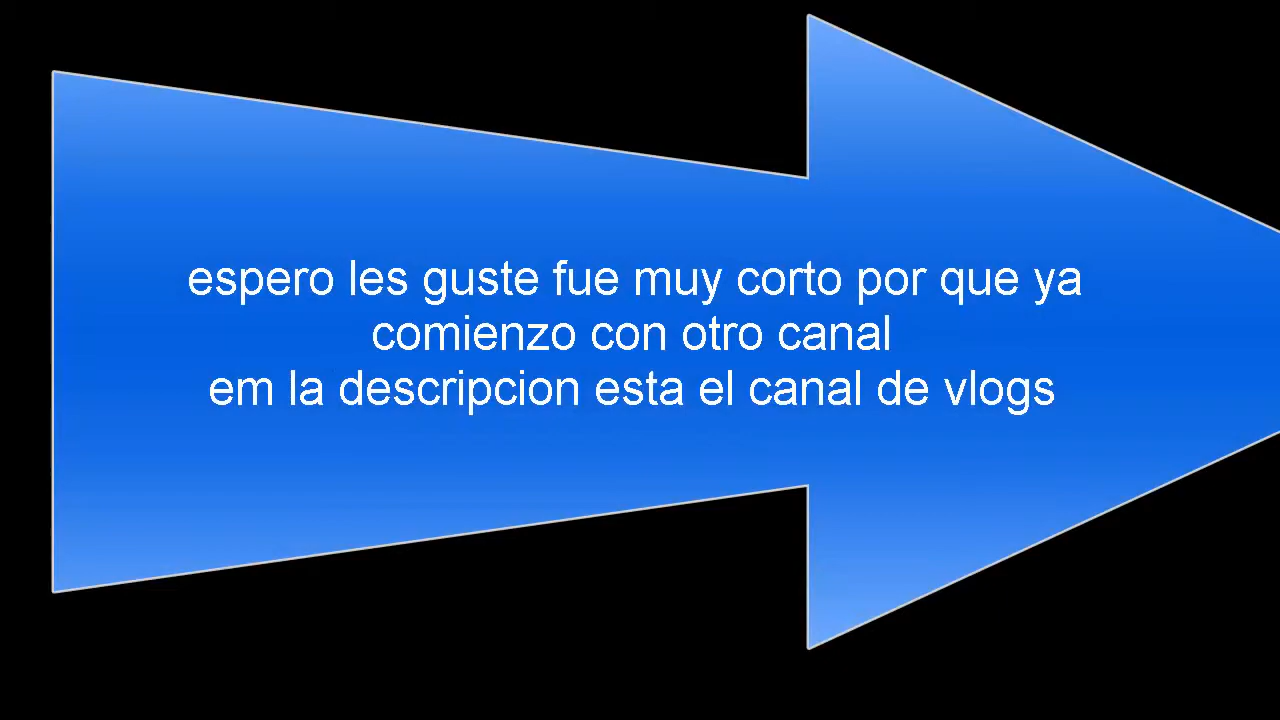 espero les guste fue muy corto por que ya
comienzo con otro canal
em la descripcion esta el canal de vlogs